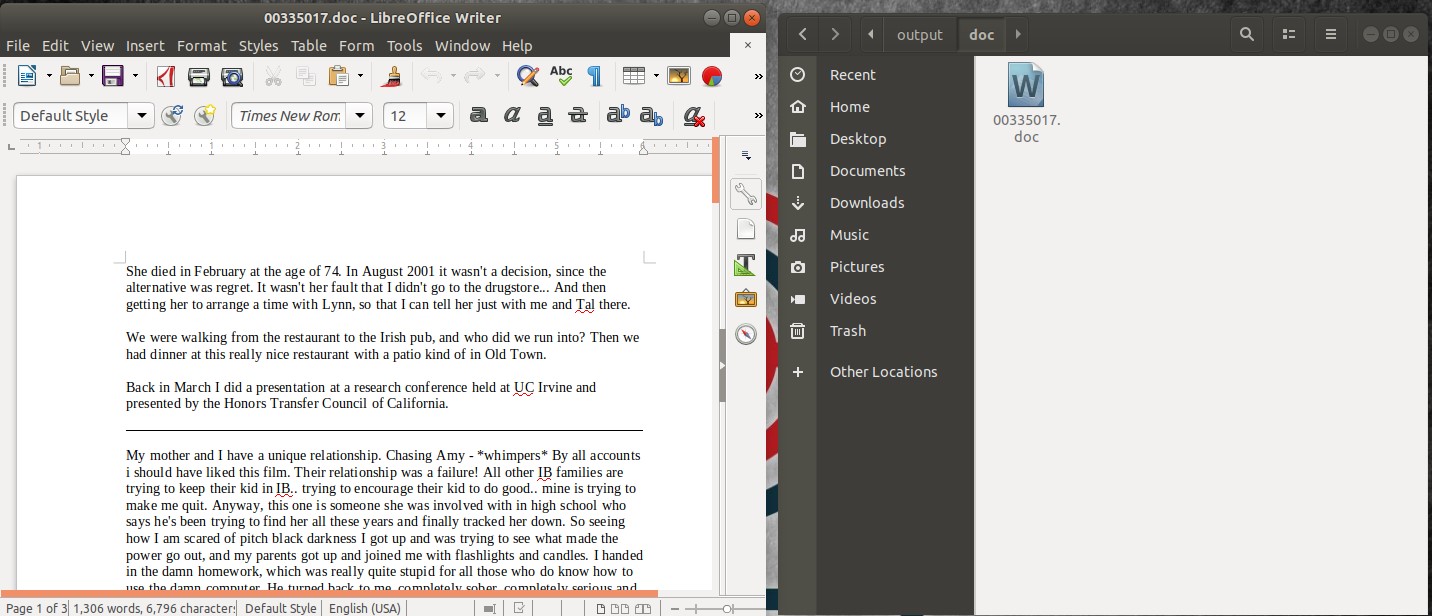 00335017.doc - LibreOffice Writer
File Edit View Insert Format Styles Table Form Tools Window Help
Abc
Default Style
Times New Rom
12
a a a a ab ab a
1 1 2 3 4 5 6
She died in February at the age of 74. In August 2001 it wasn't a decision, since the
alternative was regret. It wasn't her fault that I didn't go to the drugstore... And then
getting her to arrange a time with Lynn, so that I can tell her just with me and Tal there.
We were walking from the restaurant to the Irish pub, and who did we run into? Then we
had dinner at this really nice restaurant with a patio kind of in Old Town.
Back in March I did a presentation at a research conference held at UC Irvine and
presented by the Honors Transfer Council of California.
My mother and I have a unique relationship. Chasing Amy - *whimpers* By all accounts
i should have liked this film. Their relationship was a failure! All other IB families are
trying to keep their kid in IB.. trying to encourage their kid to do good.. mine is trying to
make me quit. Anyway, this one is someone she was involved with in high school who
says he's been trying to find her all these years and finally tracked her down. So seeing
how I am scared of pitch black darkness I got up and was trying to see what made the
power go out, and my parents got up and joined me with flashlights and candles. I handed
in the damn homework, which was really quite stupid for all those who do know how to
use the damn computer. He turned back to me, completely sober, completely serious and
Page 1 of 3 1,306 words, 6,796 characters Default Style English (USA)
output doc
Recent
Home
Desktop
Documents
Downloads
Music
Pictures
Videos
Trash
Other Locations
W
00335017.
doc